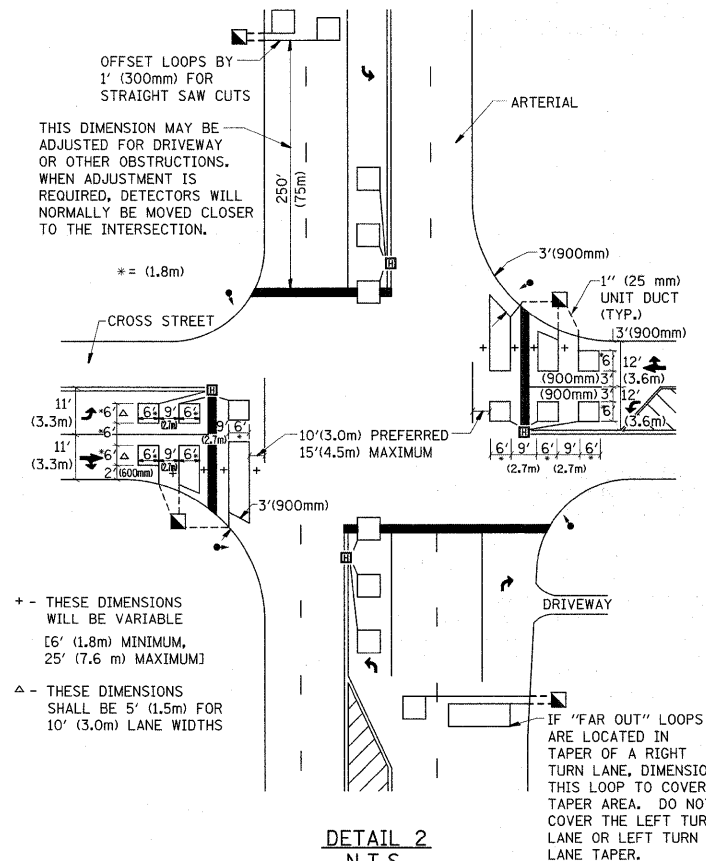 OFFSET LOOPS BY
1' (300mm) FOR
STRAIGHT SAW CUTS
ARTERIAL
THIS DIMENSION MAY BE
ADJUSTED FOR DRIVEWAY
OR OTHER OBSTRUCTIONS.
WHEN ADJUSTMENT IS
REQUIRED, DETECTORS WILL
NORMALLY BE MOVED CLOSER
TO THE INTERSECTION.
250'
(75m)
* = (1.8m)
H
3'(900mm)
1" (25 mm)
UNIT DUCT
(TYP.)
CROSS STREET
3'(900mm)
+ + +
*6'
12'
(3.6m)
(900mm)3'
(900mm) 3'
*6'
12'
(3.6m)
H
6' 9' 6' 9' 6'
* (2.7m) * (2.7m) *
H
11'
(3.3m)
*6' △ 6' 9' 6'
* (2.7m) *
9' 6'
(2.7m) *
11'
(3.3m)
*6' △ 6' 9' 6'
* (2.7m) *
2' (600mm)
+ + +
10'(3.0m) PREFERRED
15'(4.5m) MAXIMUM
3'(900mm)
H
DRIVEWAY
+ - THESE DIMENSIONS
WILL BE VARIABLE
[6' (1.8m) MINIMUM,
25' (7.6 m) MAXIMUM]
△ - THESE DIMENSIONS
SHALL BE 5' (1.5m) FOR
10' (3.0m) LANE WIDTHS
IF "FAR OUT" LOOPS
ARE LOCATED IN
TAPER OF A RIGHT
TURN LANE, DIMENSIO
THIS LOOP TO COVER
TAPER AREA. DO NO
COVER THE LEFT TUR
LANE OR LEFT TURN
LANE TAPER.
DETAIL 2
N.T.S.